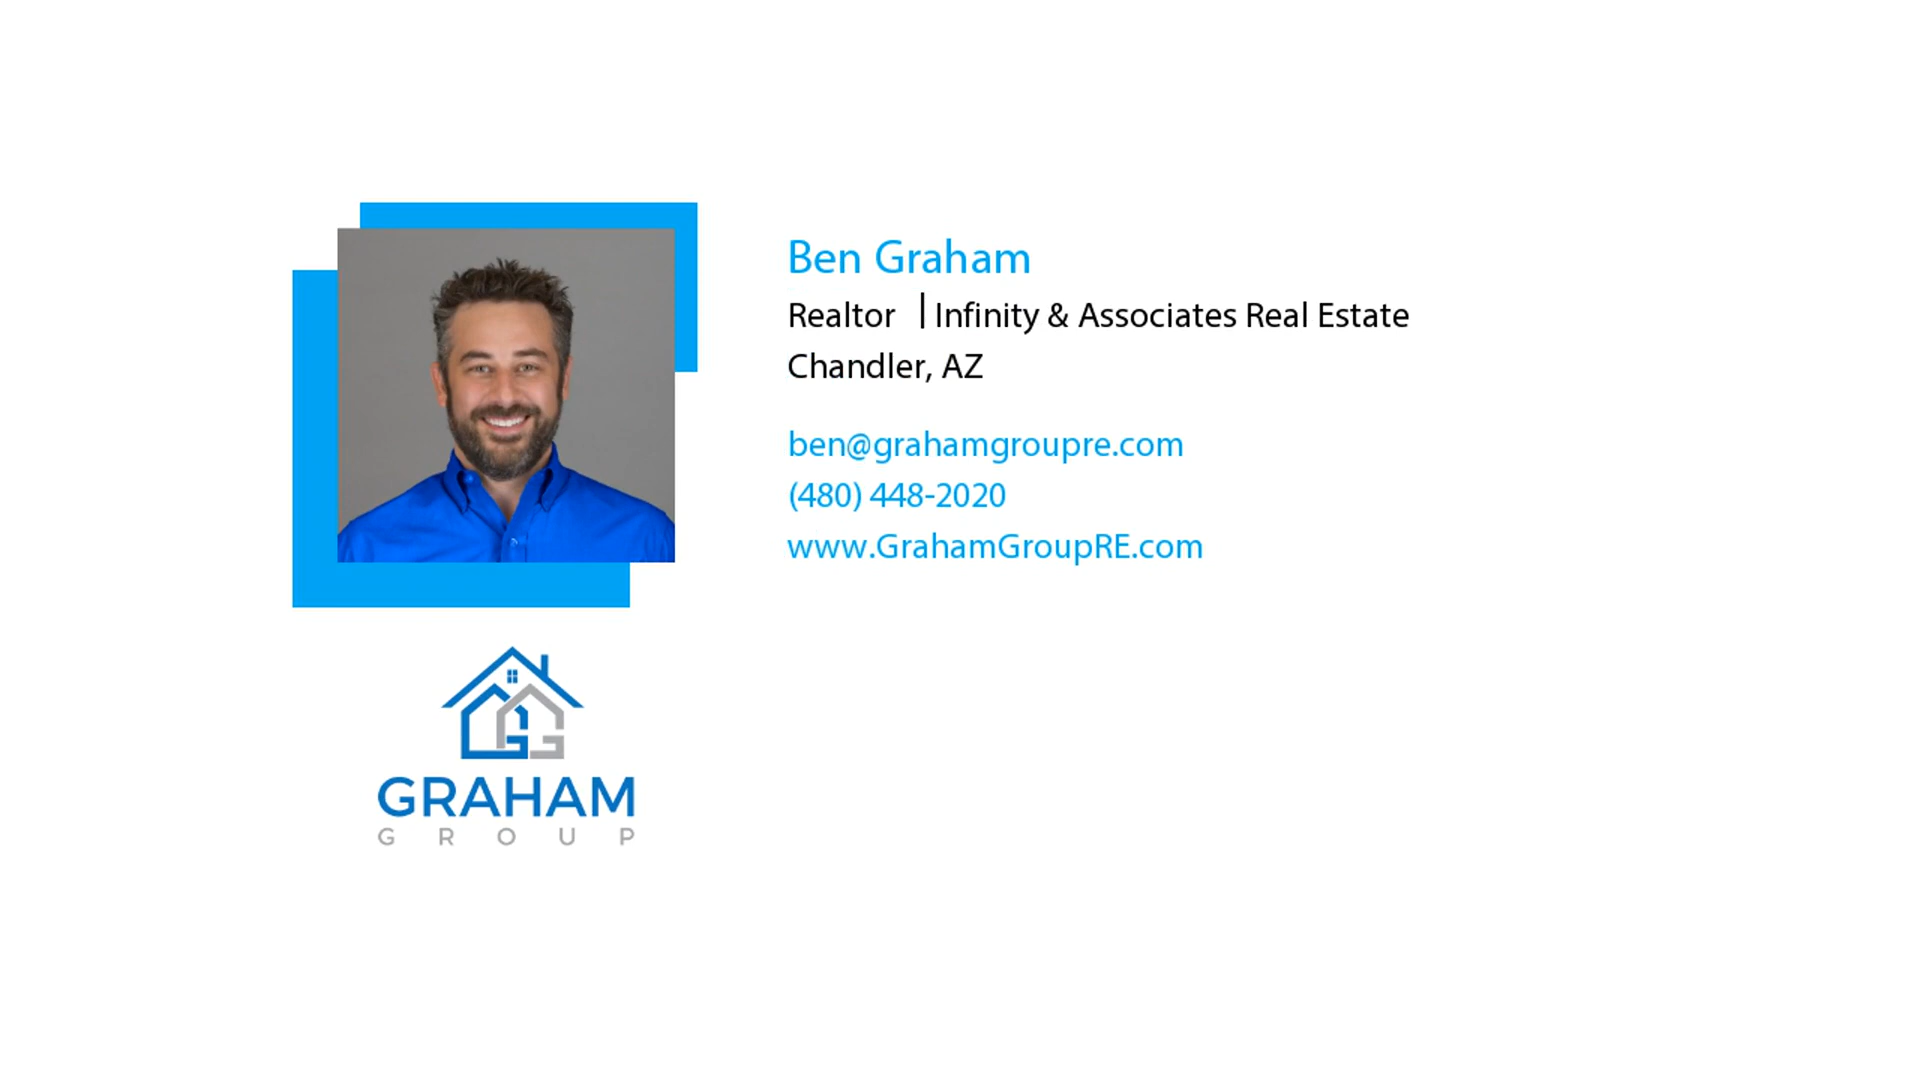 Ben Graham
Realtor | Infinity & Associates Real Estate
Chandler, AZ
ben@grahamgroupre.com
(480) 448-2020
www.GrahamGroupRE.com
GRAHAM
GROUP